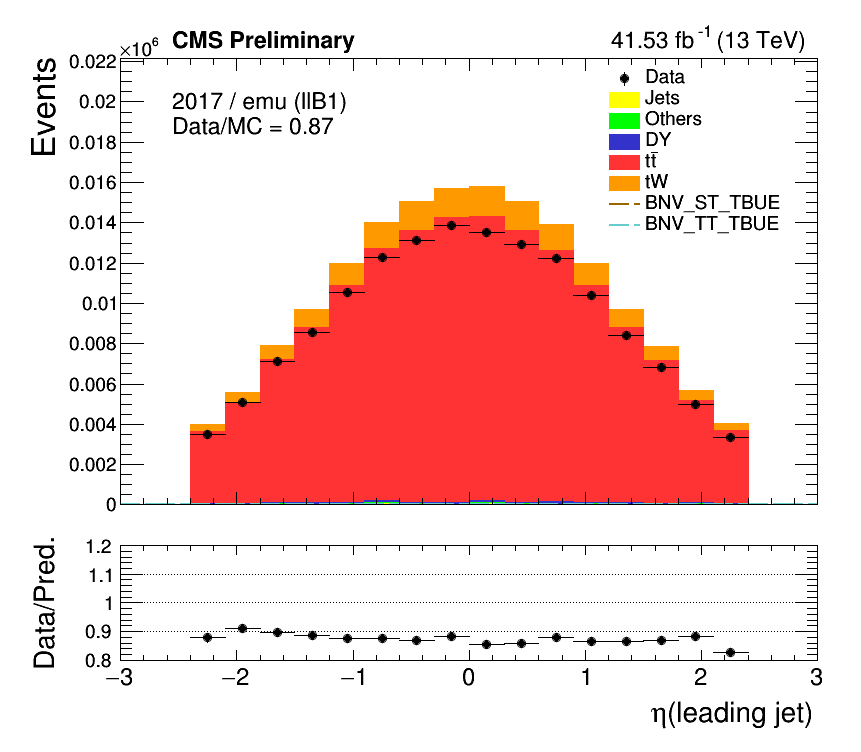 ×10⁶ CMS Preliminary 41.53 fb⁻¹ (13 TeV)
Events
0.022
0.02
0.018
0.016
0.014
0.012
0.01
0.008
0.006
0.004
0.002
0
2017 / emu (llB1)
Data/MC = 0.87
Data
Jets
Others
DY
tt̄
tW
BNV_ST_TBUE
BNV_TT_TBUE
Data/Pred.
1.2
1.1
1
0.9
0.8
−3 −2 −1 0 1 2 3
η(leading jet)